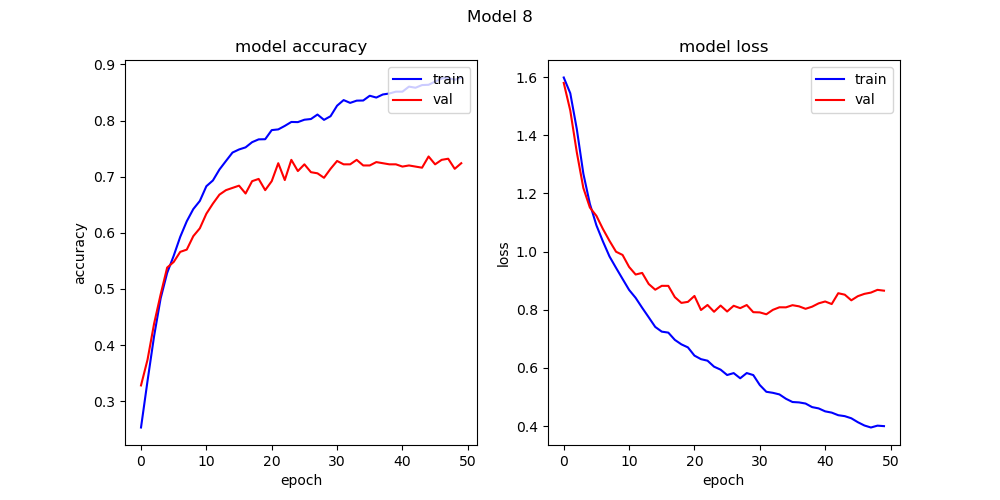 Model 8
model accuracy
accuracy
0.9
0.8
0.7
0.6
0.5
0.4
0.3
0 10 20 30 40 50
epoch
train
val
model loss
loss
1.6
1.4
1.2
1.0
0.8
0.6
0.4
0 10 20 30 40 50
epoch
train
val